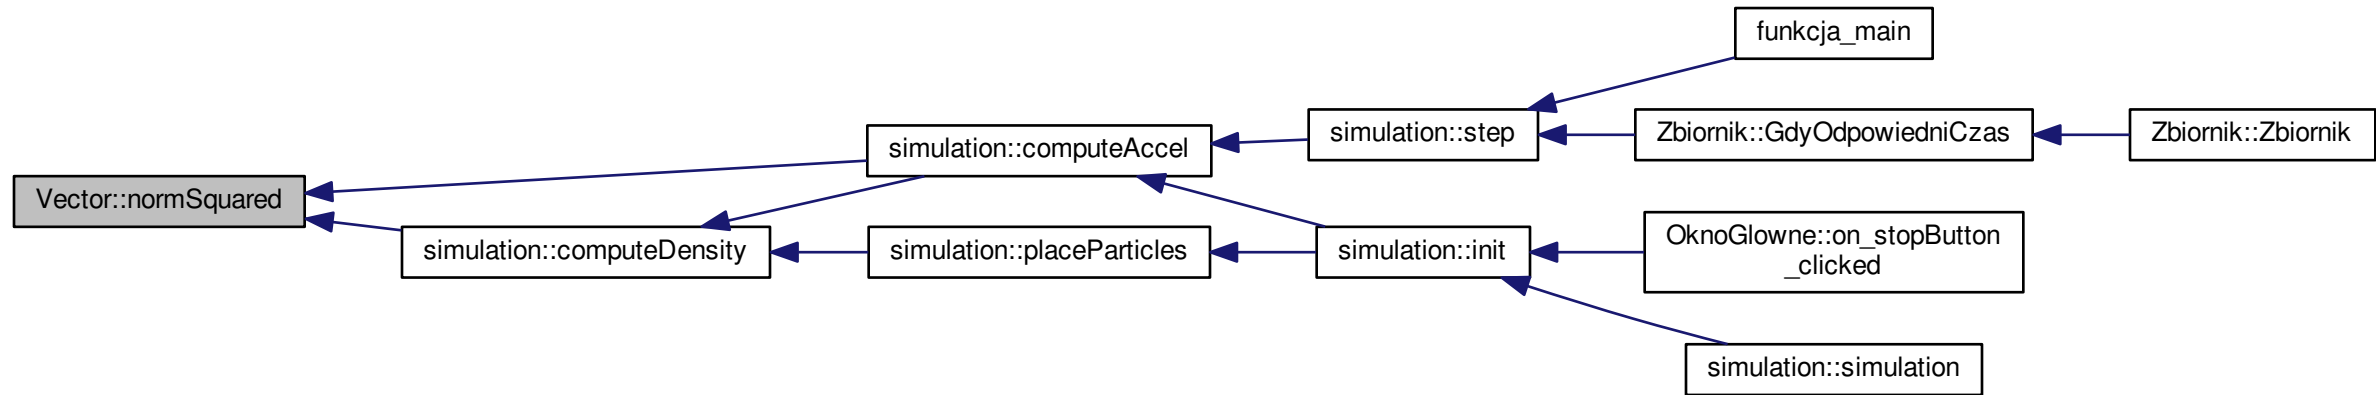 funkcja_main
simulation::step
Zbiornik::GdyOdpowiedniCzas
Zbiornik::Zbiornik
simulation::computeAccel
Vector::normSquared
simulation::computeDensity
simulation::placeParticles
simulation::init
OknoGlowne::on_stopButton
_clicked
simulation::simulation